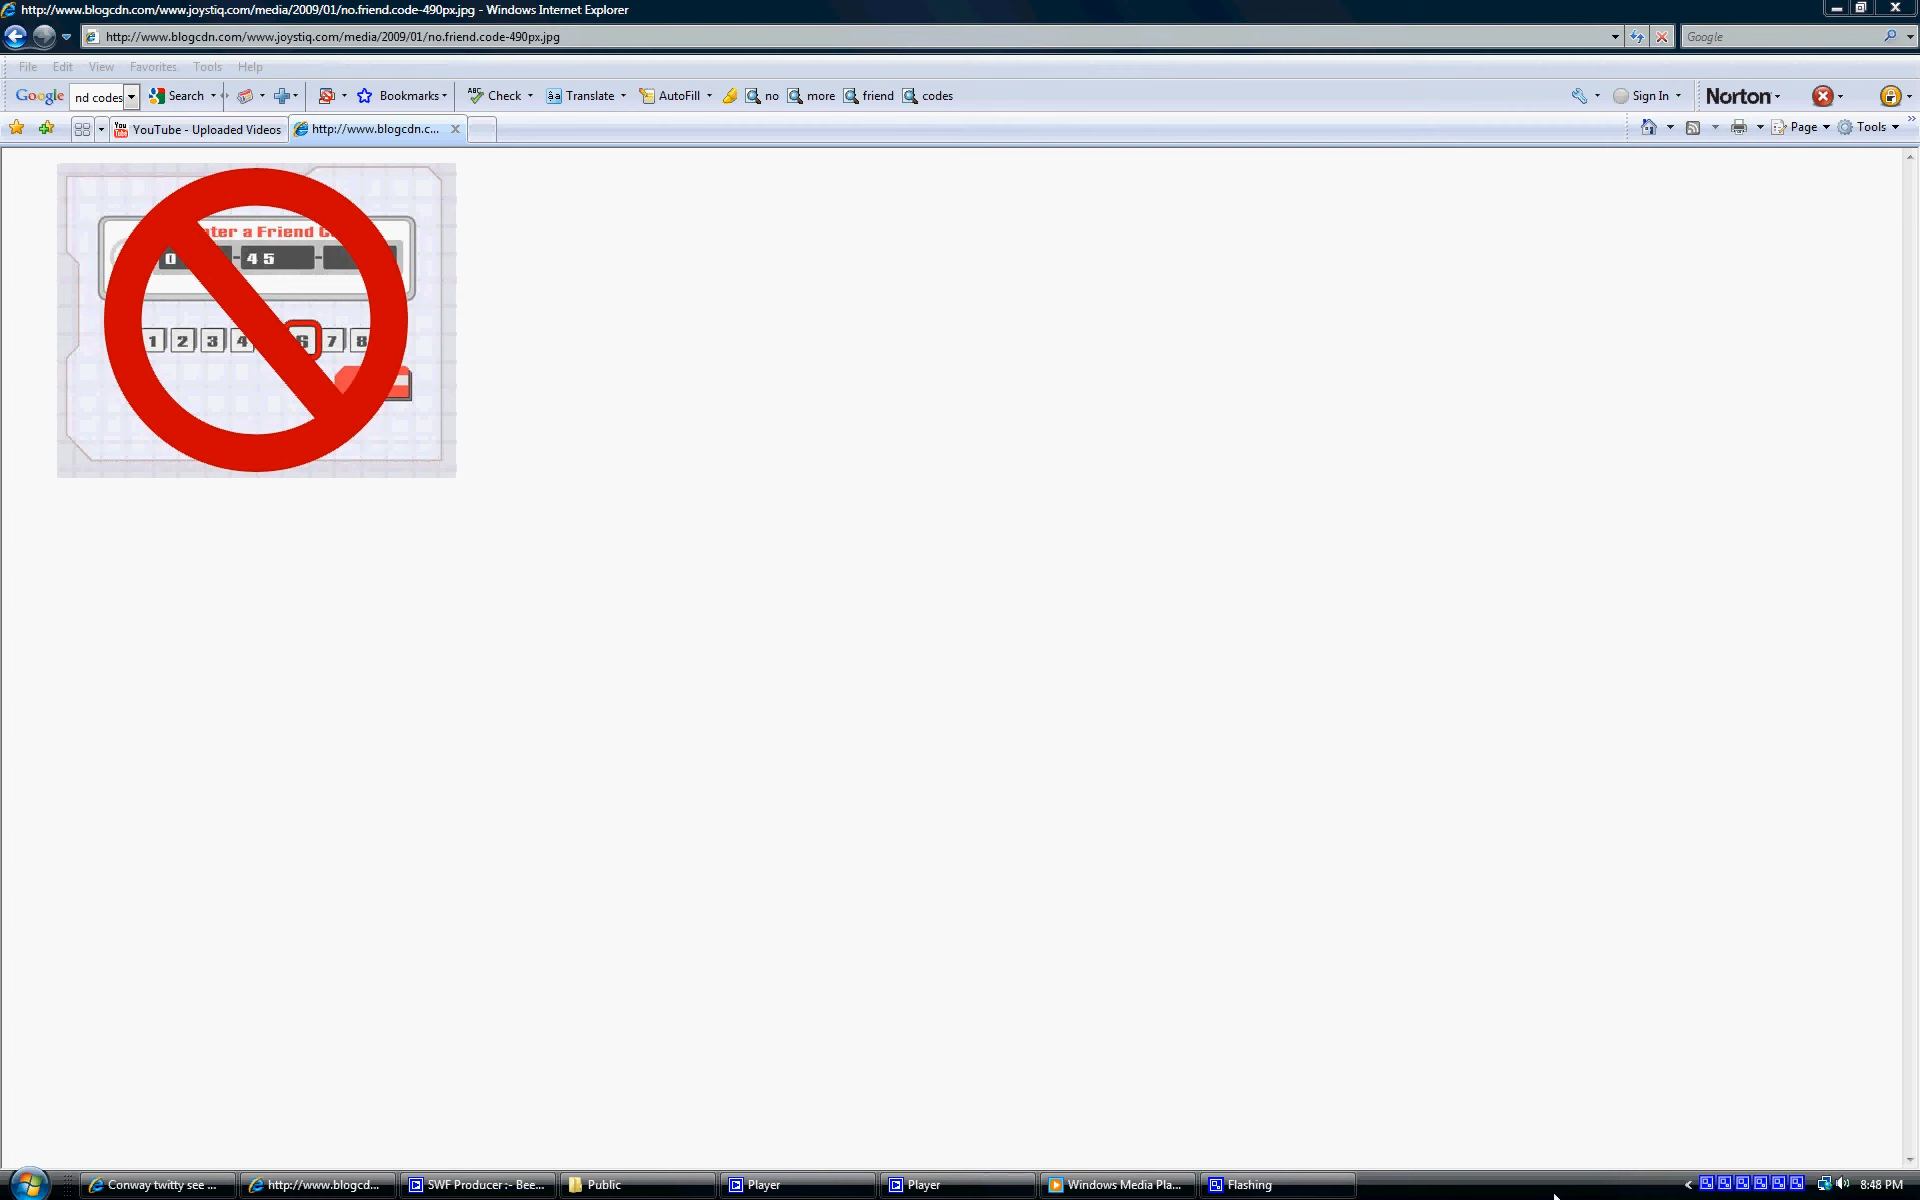 http://www.blogcdn.com/www.joystiq.com/media/2009/01/no.friend.code-490px.jpg - Windows Internet Explorer
http://www.blogcdn.com/www.joystiq.com/media/2009/01/no.friend.code-490px.jpg Google
File Edit View Favorites Tools Help
Google nd codes Search Bookmarks ABC Check aä Translate AutoFill no more friend codes Sign In Norton
You Tube YouTube - Uploaded Videos http://www.blogcdn.c... Page Tools
a Friend
0 - 45 -
1 2 3 4 6 7 8
Conway twitty see ... http://www.blogcd... SWF Producer :- Bee... Public Player Player Windows Media Pla... Flashing 8:48 PM